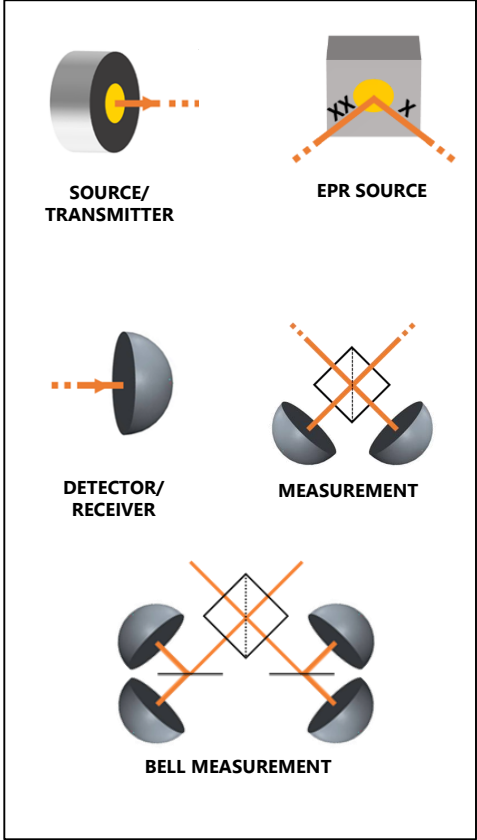 XX
X
SOURCE/
TRANSMITTER
EPR SOURCE
DETECTOR/
RECEIVER
MEASUREMENT
BELL MEASUREMENT